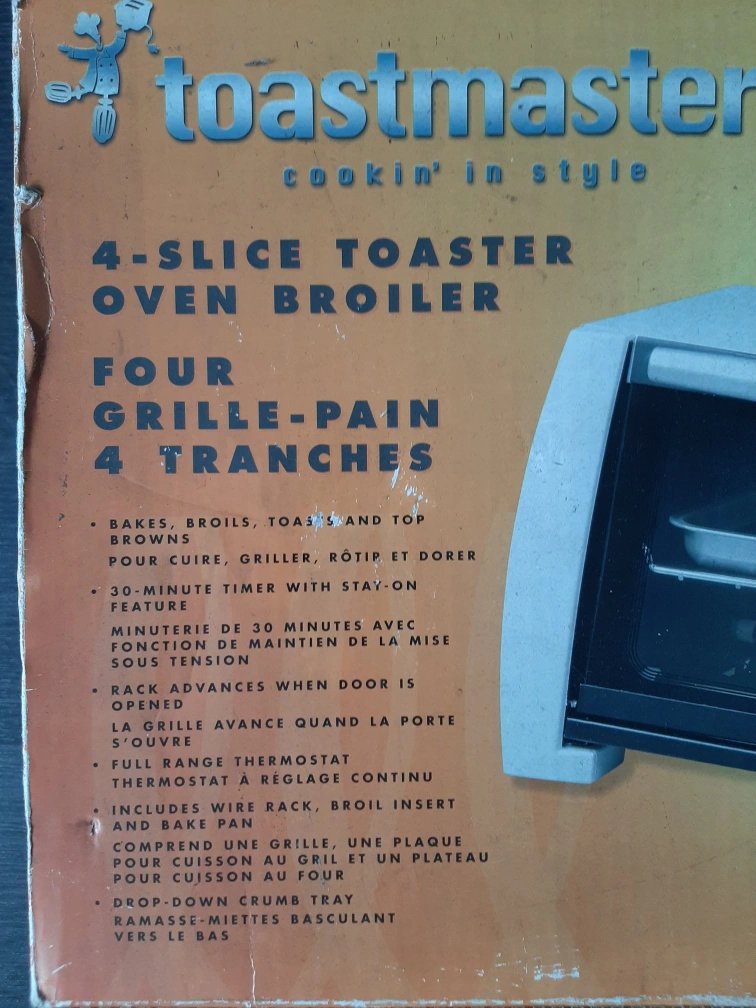 toastmaster
cookin' in style
4-SLICE TOASTER
OVEN BROILER
FOUR
GRILLE-PAIN
4 TRANCHES
• BAKES, BROILS, TOASTS AND TOP
BROWNS
POUR CUIRE, GRILLER, RÔTIR ET DORER
• 30-MINUTE TIMER WITH STAY-ON
FEATURE
MINUTERIE DE 30 MINUTES AVEC
FONCTION DE MAINTIEN DE LA MISE
SOUS TENSION
• RACK ADVANCES WHEN DOOR IS
OPENED
LA GRILLE AVANCE QUAND LA PORTE
S'OUVRE
• FULL RANGE THERMOSTAT
THERMOSTAT À RÉGLAGE CONTINU
• INCLUDES WIRE RACK, BROIL INSERT
AND BAKE PAN
COMPREND UNE GRILLE, UNE PLAQUE
POUR CUISSON AU GRIL ET UN PLATEAU
POUR CUISSON AU FOUR
• DROP-DOWN CRUMB TRAY
RAMASSE-MIETTES BASCULANT
VERS LE BAS